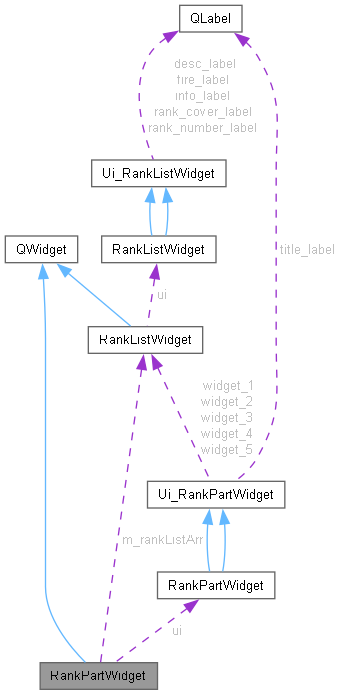 QLabel
desc_label
fire_label
info_label
rank_cover_label
rank_number_label
Ui_RankListWidget
QWidget
RankListWidget
title_label
ui
RankListWidget
widget_1
widget_2
widget_3
widget_4
widget_5
Ui_RankPartWidget
m_rankListArr
RankPartWidget
ui
RankPartWidget